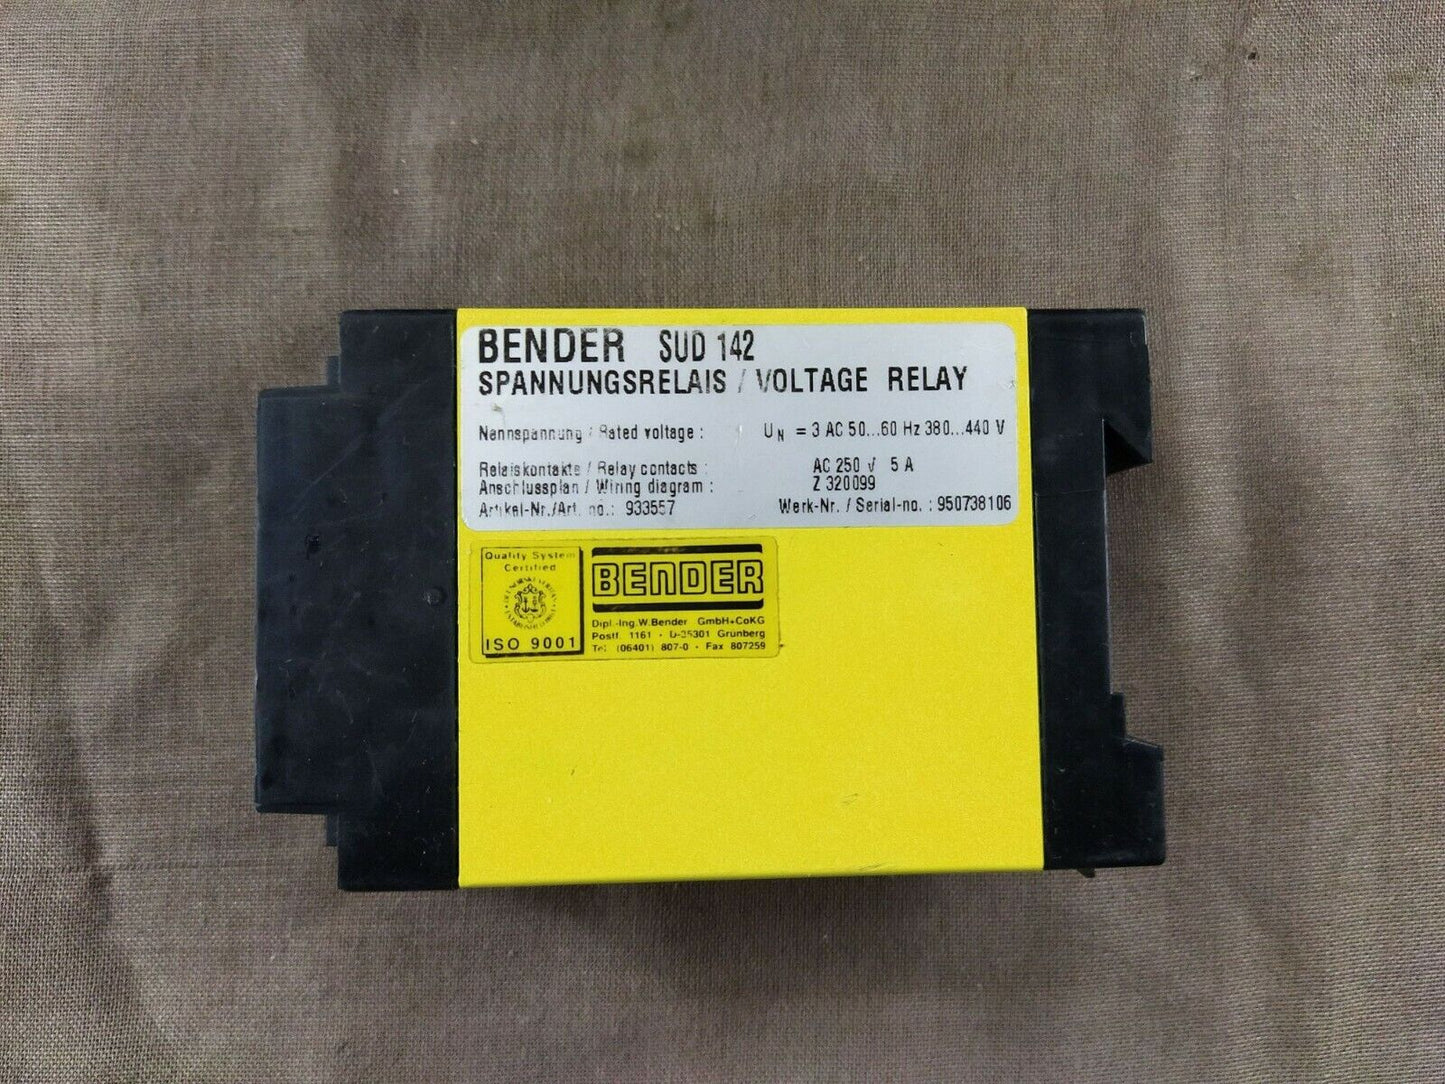 BENDER SUD 142
SPANNUNGSRELAIS / VOLTAGE RELAY
Nennspannung / Rated voltage : UN = 3 AC 50...60 Hz 380...440 V
Relaiskontakte / Relay contacts : AC 250 V 5 A
Anschlussplan / Wiring diagram : Z 320099
Artikel-Nr./Art. no.: 933557 Werk-Nr. / Serial-no. : 950738106
Quality System
Certified
ISO 9001
BENDER
Dipl.-Ing.W.Bender GmbH+CoKG
Postf. 1161 · D-35301 Grünberg
Tel. (06401) 807-0 · Fax 807259